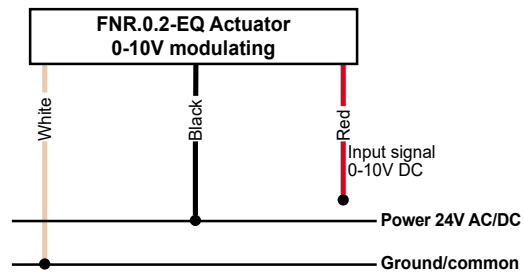 FNR.0.2-EQ Actuator
0-10V modulating
White
Black
Red
Input signal
0-10V DC
Power 24V AC/DC
Ground/common